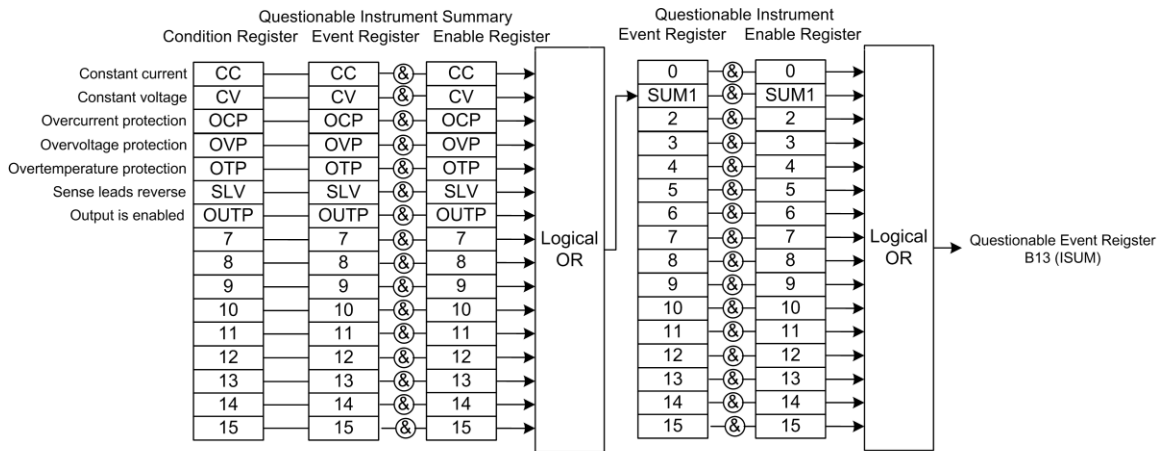 Questionable Instrument Summary
Condition Register Event Register Enable Register
Questionable Instrument
Event Register Enable Register
Constant current CC CC & CC 0 & 0
Constant voltage CV CV & CV SUM1 & SUM1
Overcurrent protection OCP OCP & OCP 2 & 2
Overvoltage protection OVP OVP & OVP 3 & 3
Overtemperature protection OTP OTP & OTP 4 & 4
Sense leads reverse SLV SLV & SLV 5 & 5
Output is enabled OUTP OUTP & OUTP 6 & 6
7 7 & 7 7 & 7
8 8 & 8 8 & 8
9 9 & 9 9 & 9
10 10 & 10 10 & 10
11 11 & 11 11 & 11
12 12 & 12 12 & 12
13 13 & 13 13 & 13
14 14 & 14 14 & 14
15 15 & 15 15 & 15
Logical
OR
Logical
OR
Questionable Event Reigster
B13 (ISUM)